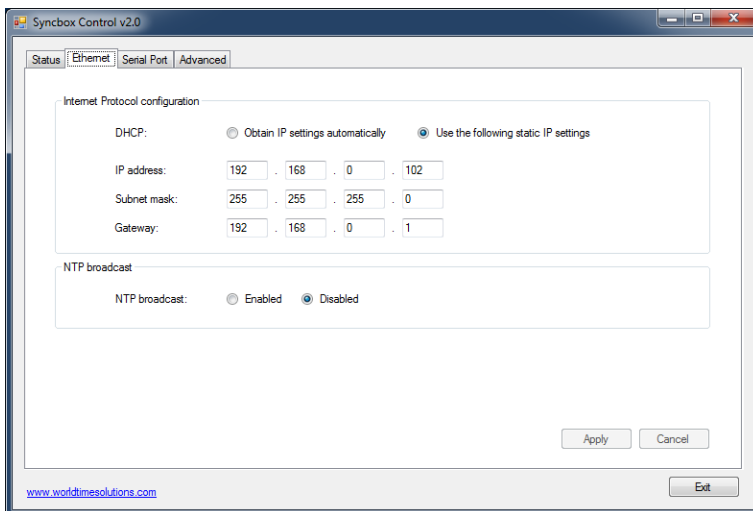 Syncbox Control v2.0
Status Ethernet Serial Port Advanced
Internet Protocol configuration
DHCP: Obtain IP settings automatically Use the following static IP settings
IP address: 192 . 168 . 0 . 102
Subnet mask: 255 . 255 . 255 . 0
Gateway: 192 . 168 . 0 . 1
NTP broadcast
NTP broadcast: Enabled Disabled
Apply Cancel
www.worldtimesolutions.com Exit